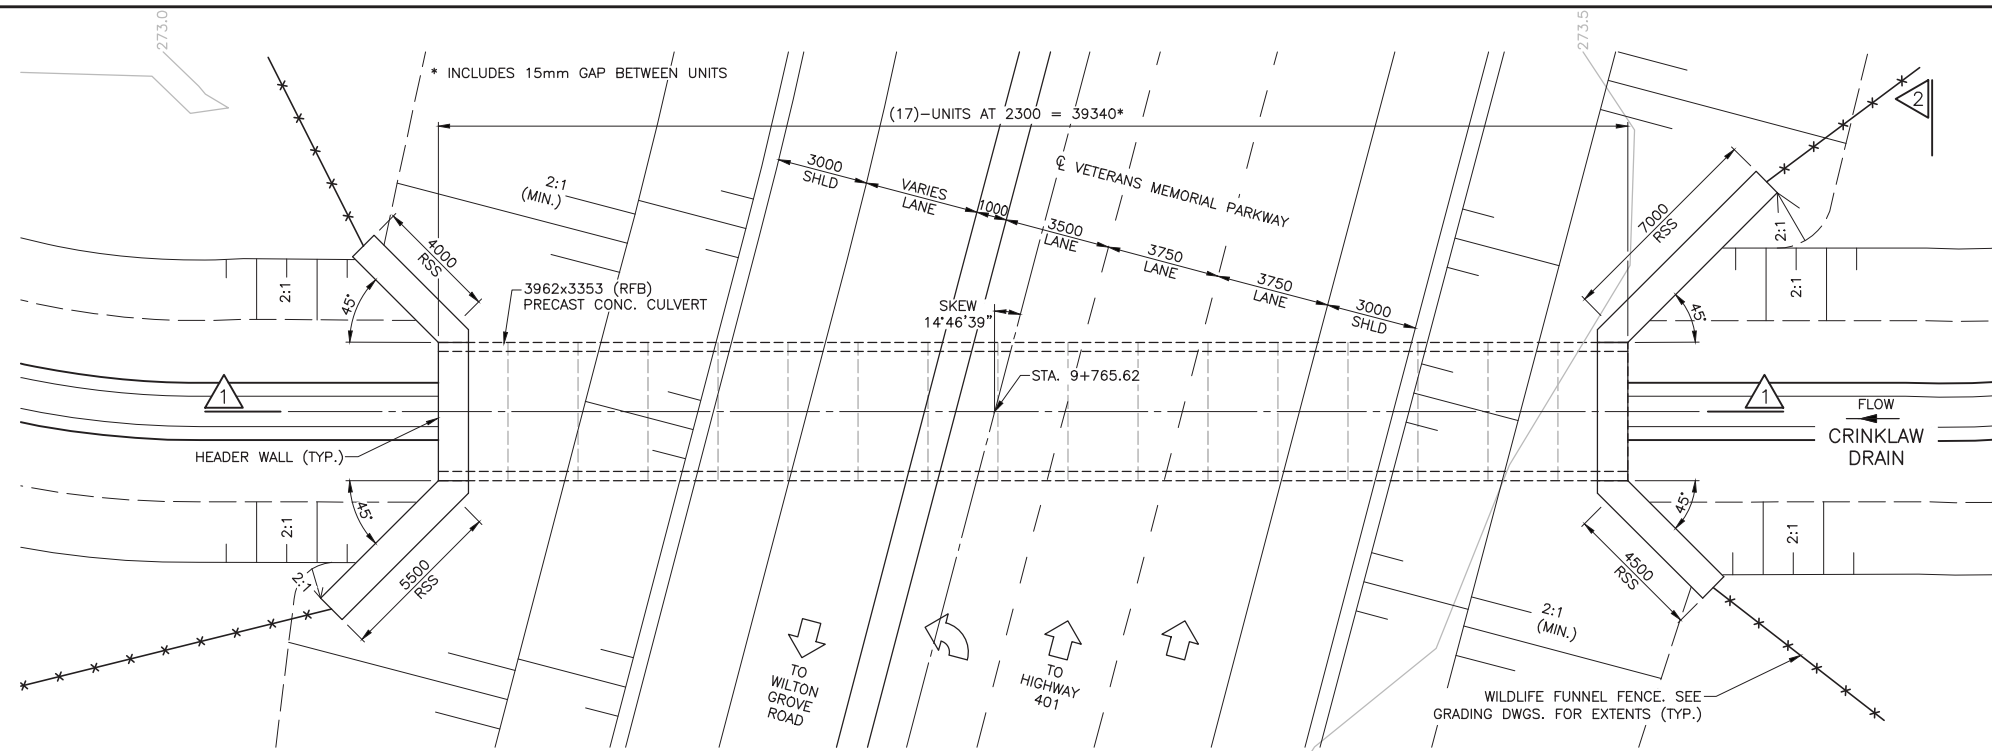 273.0
273.5
* INCLUDES 15mm GAP BETWEEN UNITS
(17)-UNITS AT 2300 = 39340*
2
3000
SHLD
VARIES
LANE
1000
3500
LANE
3750
LANE
3750
LANE
3000
SHLD
℄ VETERANS MEMORIAL PARKWAY
2:1
(MIN.)
4000
RSS
7000
RSS
2:1
2:1
2:1
45°
45°
3962x3353 (RFB)
PRECAST CONC. CULVERT
SKEW
14°46'39"
STA. 9+765.62
1
1
FLOW
CRINKLAW
DRAIN
HEADER WALL (TYP.)
45°
45°
2:1
2:1
2:1
5500
RSS
4500
RSS
2:1
(MIN.)
TO
WILTON
GROVE
ROAD
TO
HIGHWAY
401
WILDLIFE FUNNEL FENCE. SEE
GRADING DWGS. FOR EXTENTS (TYP.)